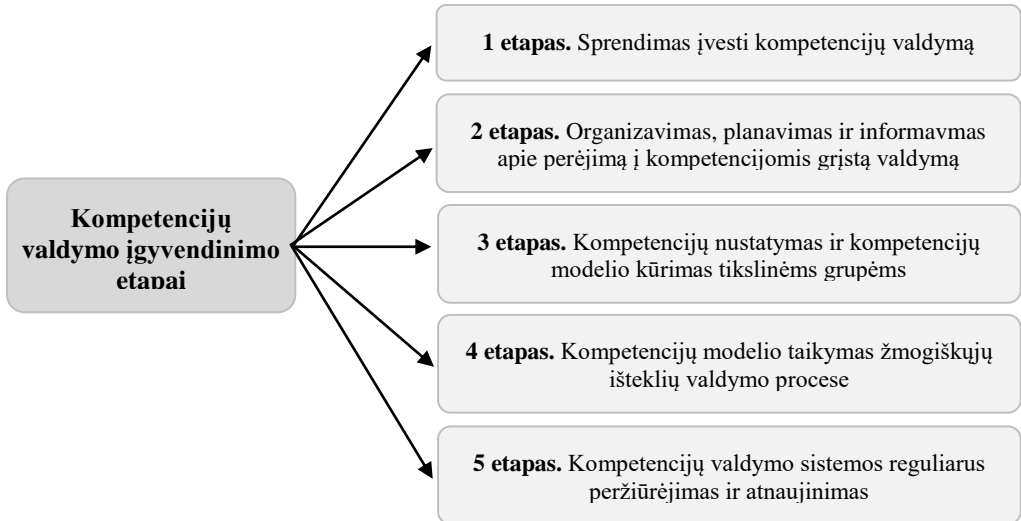 1 etapas. Sprendimas įvesti kompetencijų valdymą
2 etapas. Organizavimas, planavimas ir informavmas
apie perėjimą į kompetencijomis grįstą valdymą
Kompetencijų
valdymo įgyvendinimo
etapai
3 etapas. Kompetencijų nustatymas ir kompetencijų
modelio kūrimas tikslinėms grupėms
4 etapas. Kompetencijų modelio taikymas žmogiškųjų
išteklių valdymo procese
5 etapas. Kompetencijų valdymo sistemos reguliarus
peržiūrėjimas ir atnaujinimas